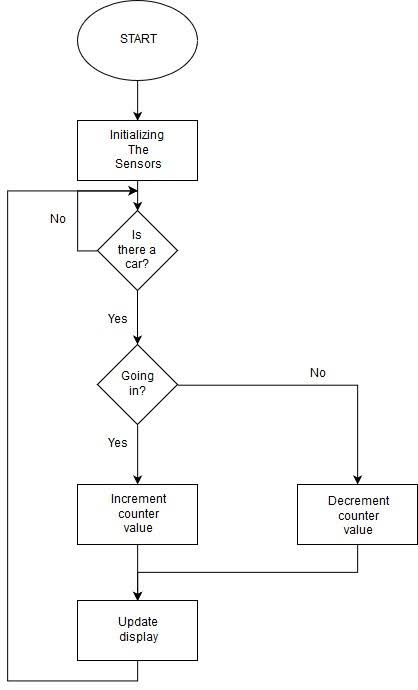 START
Initializing
The
Sensors
No
Is
there a
car?
Yes
Going
in?
No
Yes
Increment
counter
value
Decrement
counter
value
Update
display